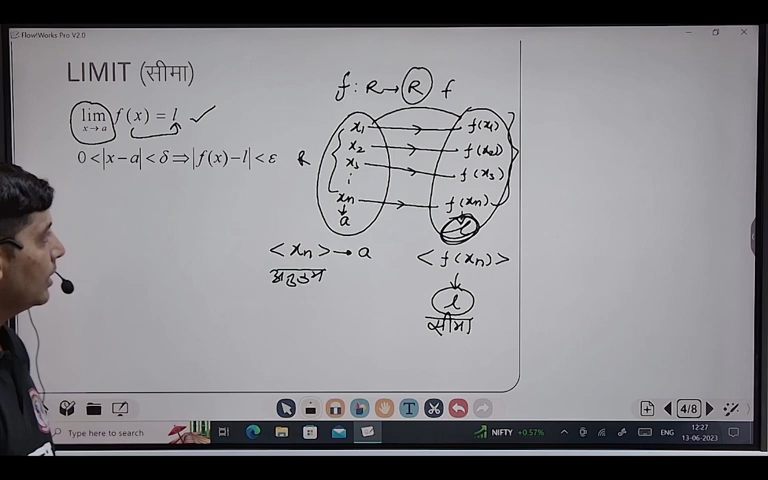 FlowWorks Pro V2.0
LIMIT (सीमा)
lim x→a f(x) = l ✓
0 < |x − a| < δ ⇒ |f(x) − l| < ε
f : R → R f
R
x₁ f(x₁)
x₂ f(x₂)
x₃ f(x₃)
⋮
xₙ f(xₙ)
↓
a l
< xₙ > → a
अनुक्रम
< f(xₙ) >
↓
l
सीमा
4/8
Type here to search
NIFTY +0.57%
ENG
12:27
13-06-2023